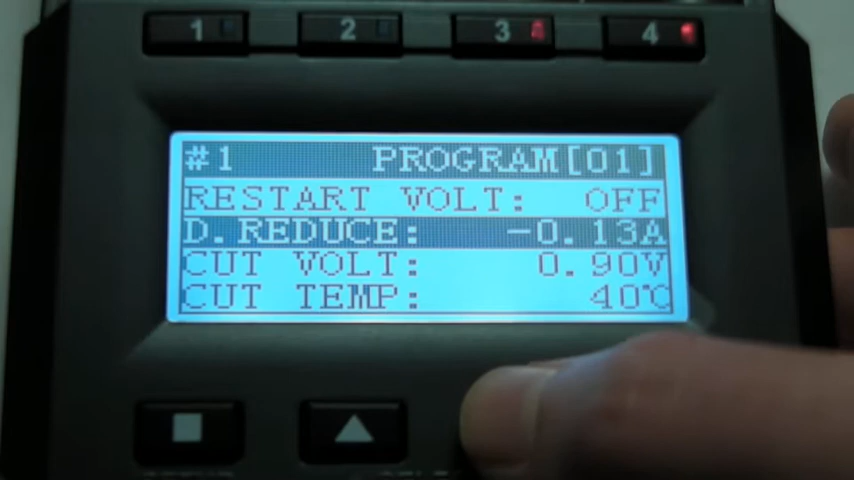 1 2 3 4
#1 PROGRAM[01]
RESTART VOLT: OFF
D.REDUCE: -0.13A
CUT VOLT: 0.90V
CUT TEMP: 40℃